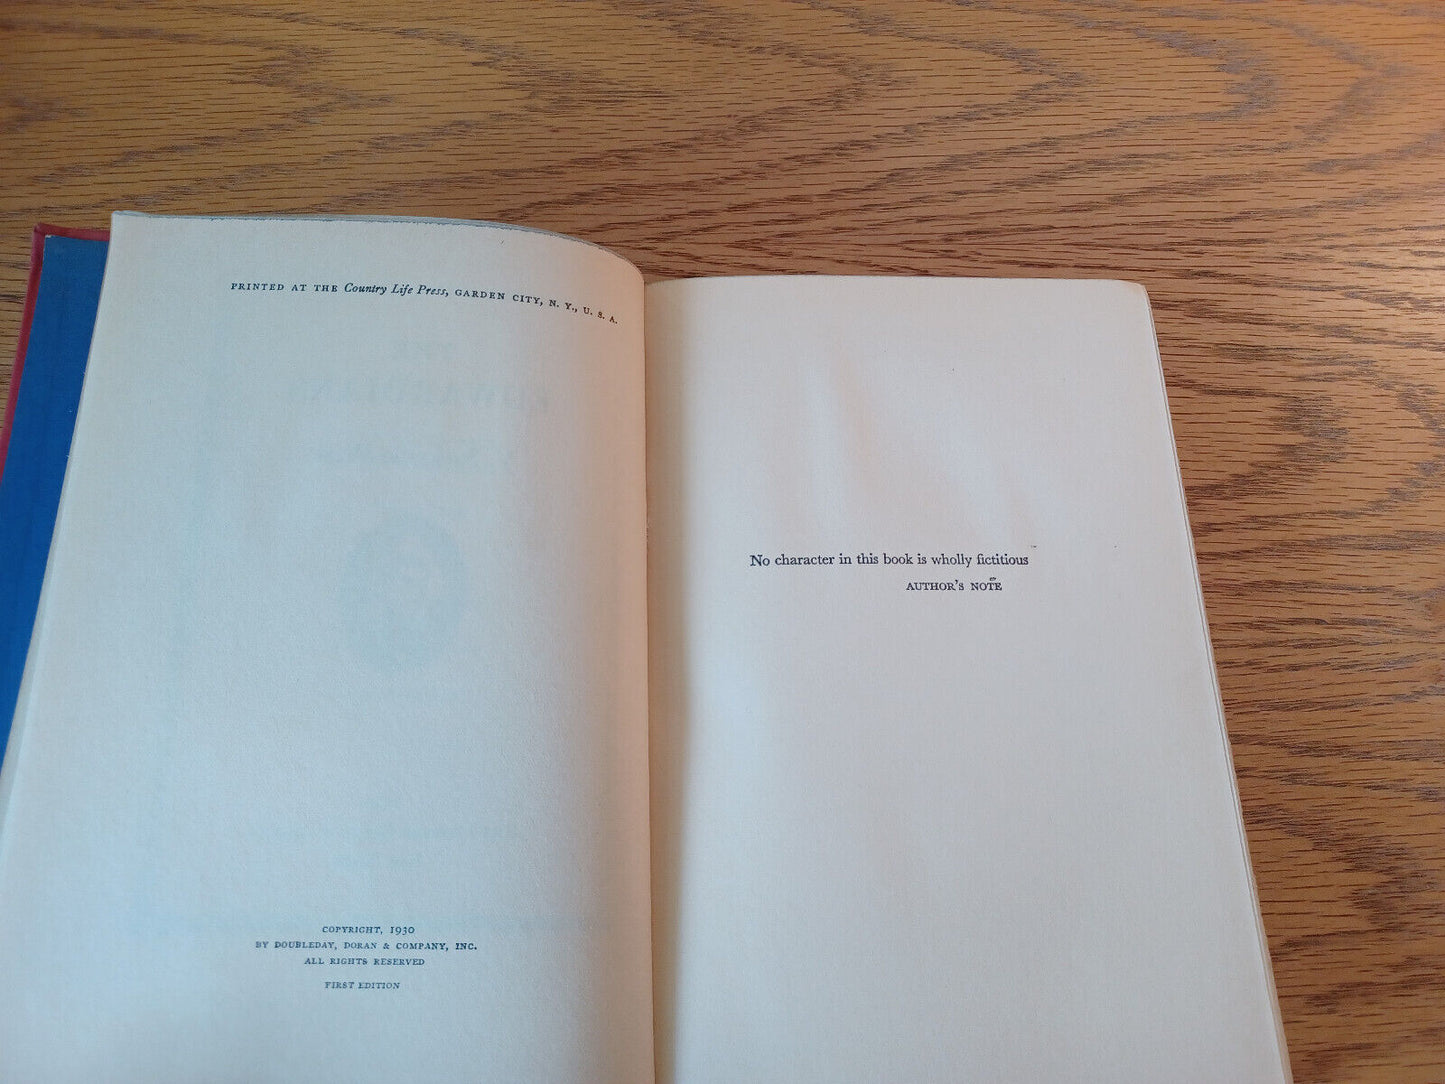 PRINTED AT THE Country Life Press, GARDEN CITY, N. Y., U. S. A.
COPYRIGHT, 1930
BY DOUBLEDAY, DORAN & COMPANY, INC.
ALL RIGHTS RESERVED
FIRST EDITION
No character in this book is wholly fictitious
AUTHOR'S NOTE